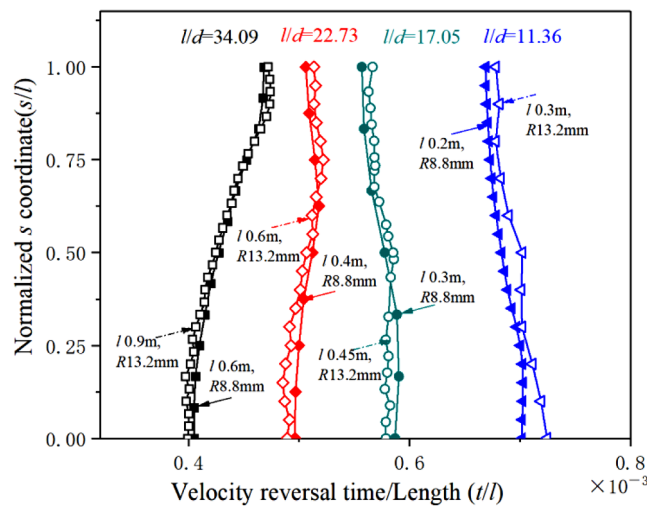 l/d=34.09 l/d=22.73 l/d=17.05 l/d=11.36
1.00
0.75
0.50
0.25
0.00
Normalized s coordinate(s/l)
l 0.3m,
R13.2mm
l 0.2m,
R8.8mm
l 0.6m,
R13.2mm
l 0.4m,
R8.8mm
l 0.3m,
R8.8mm
l 0.9m,
R13.2mm
l 0.6m,
R8.8mm
l 0.45m,
R13.2mm
0.4 0.6 0.8
×10⁻³
Velocity reversal time/Length (t/l)